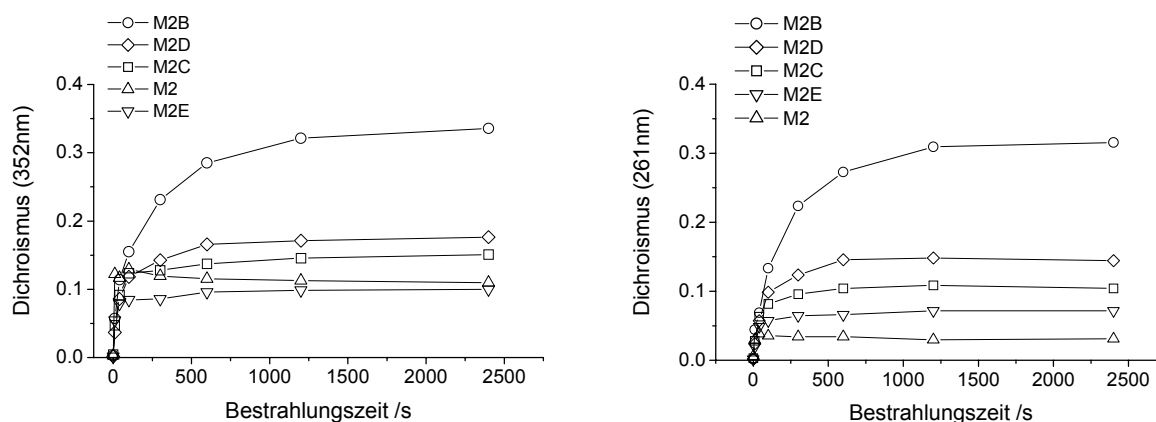 M2B
M2D
M2C
M2
M2E
0.4
0.3
0.2
0.1
0.0
0 500 1000 1500 2000 2500
Dichroismus (352nm)
Bestrahlungszeit /s
M2B
M2D
M2C
M2E
M2
0.4
0.3
0.2
0.1
0.0
0 500 1000 1500 2000 2500
Dichroismus (261nm)
Bestrahlungszeit /s